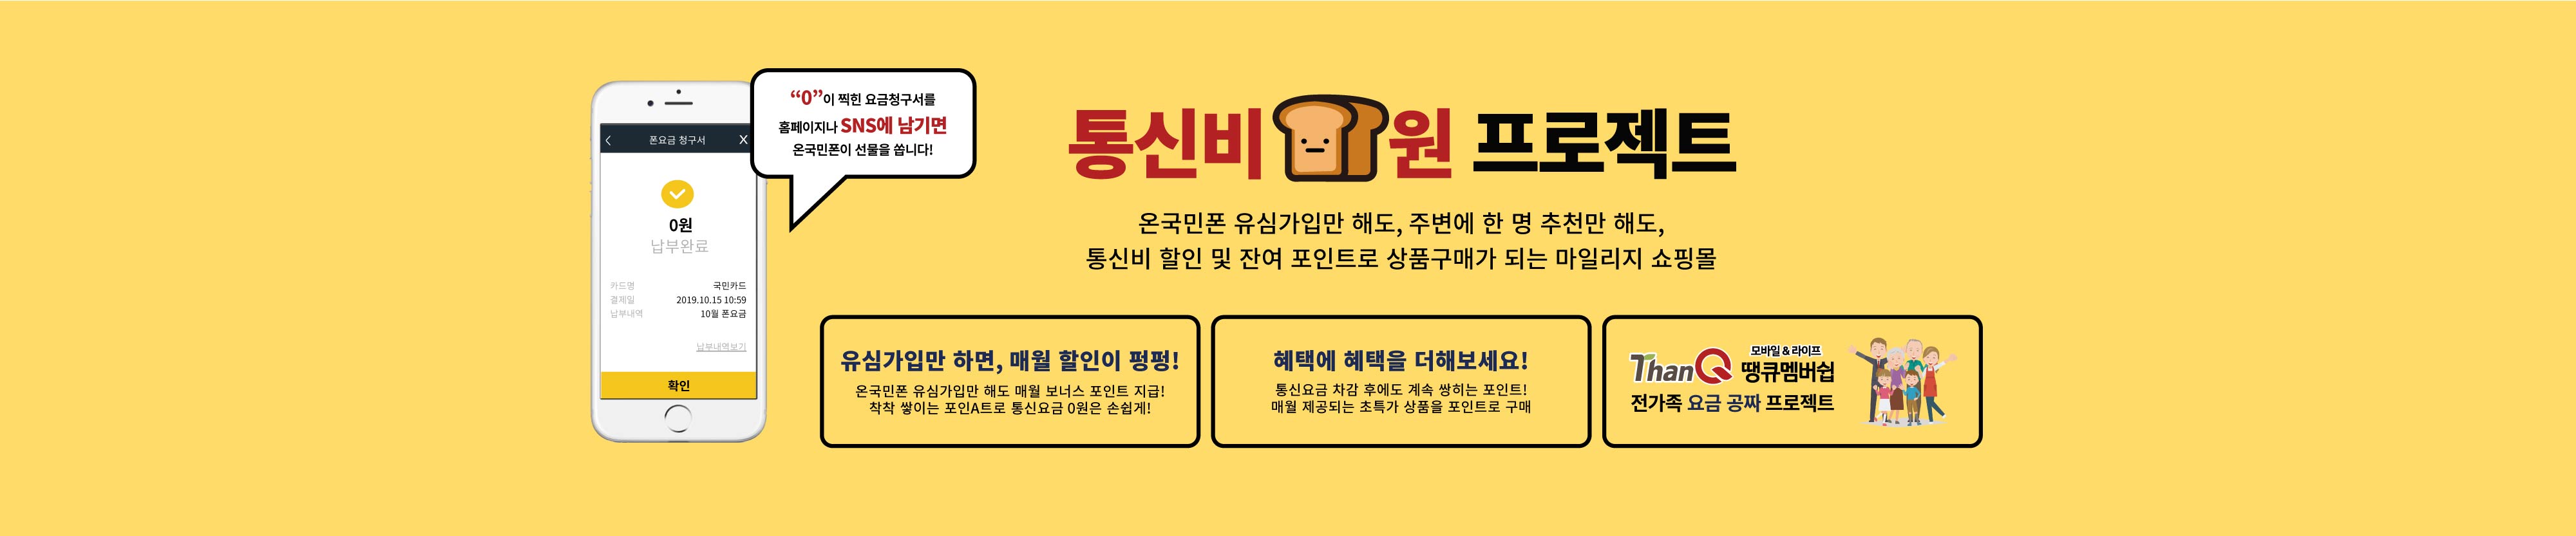 “0”이 찍힌 요금청구서를
홈페이지나 SNS에 남기면
온국민폰이 선물을 쏩니다!
폰요금 청구서 X
0원
납부완료
카드명 국민카드
결제일 2019.10.15 10:59
납부내역 10월 폰요금
납부내역보기
확인
통신비 원 프로젝트
온국민폰 유심가입만 해도, 주변에 한 명 추천만 해도,
통신비 할인 및 잔여 포인트로 상품구매가 되는 마일리지 쇼핑몰
유심가입만 하면, 매월 할인이 펑펑!
온국민폰 유심가입만 해도 매월 보너스 포인트 지급!
착착 쌓이는 포인A트로 통신요금 0원은 손쉽게!
혜택에 혜택을 더해보세요!
통신요금 차감 후에도 계속 쌓히는 포인트!
매월 제공되는 초특가 상품을 포인트로 구매
ThanQ
모바일 & 라이프
땡큐멤버쉽
전가족 요금 공짜 프로젝트